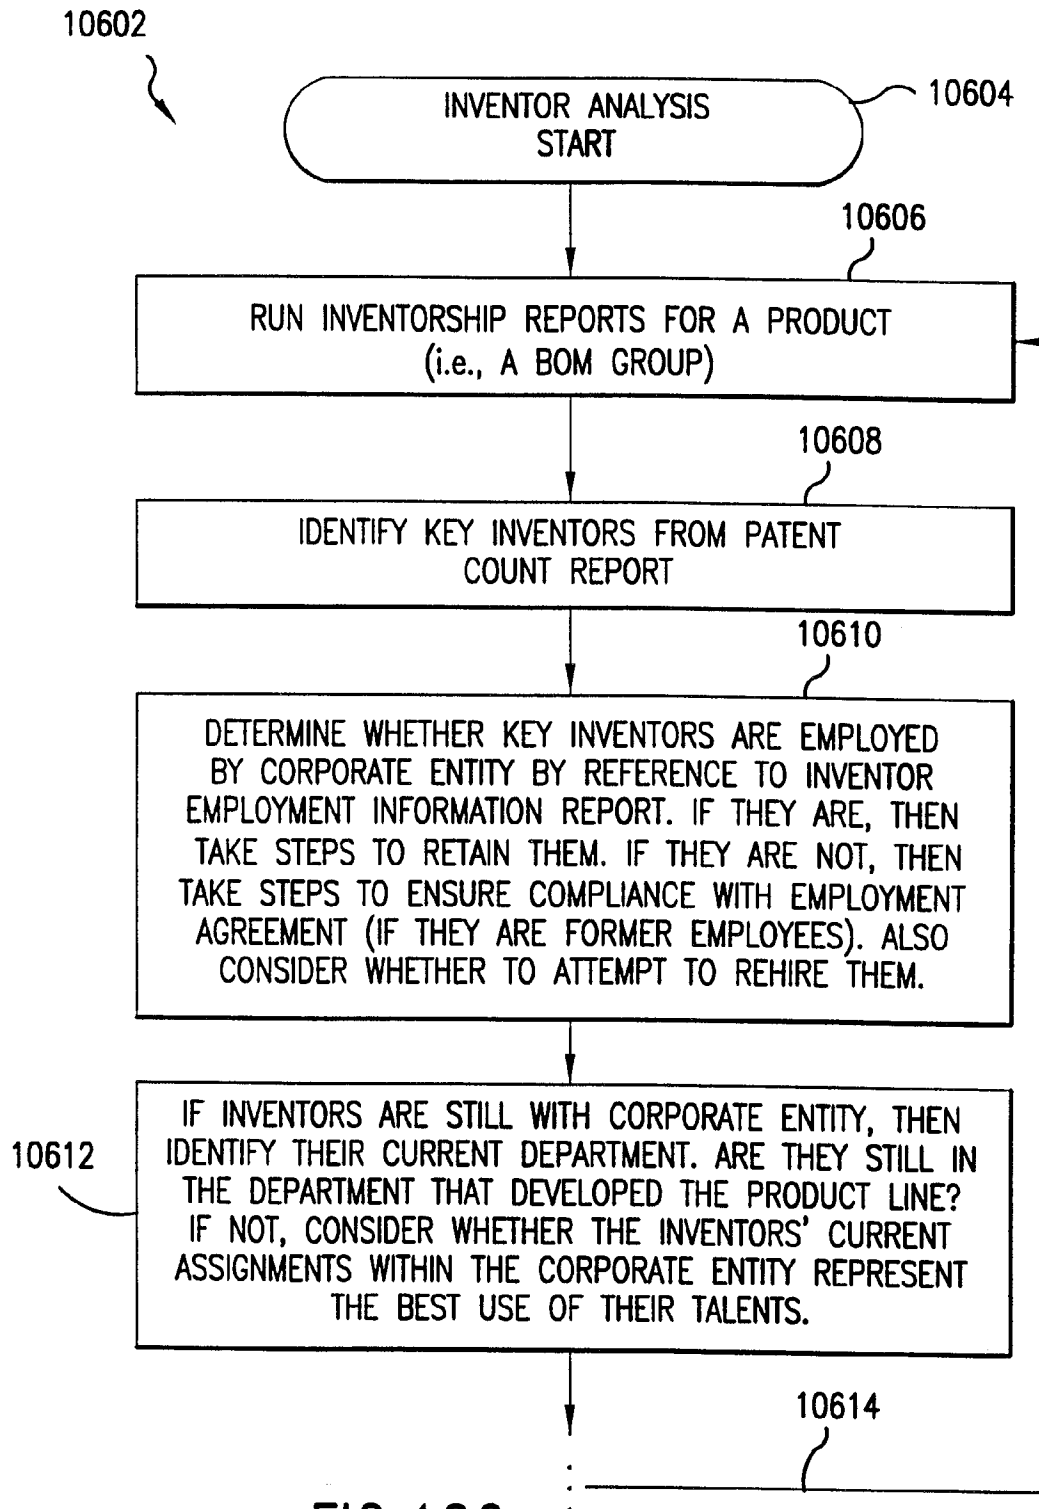 10602
INVENTOR ANALYSIS
START
10604
10606
RUN INVENTORSHIP REPORTS FOR A PRODUCT
(i.e., A BOM GROUP)
10608
IDENTIFY KEY INVENTORS FROM PATENT
COUNT REPORT
10610
DETERMINE WHETHER KEY INVENTORS ARE EMPLOYED
BY CORPORATE ENTITY BY REFERENCE TO INVENTOR
EMPLOYMENT INFORMATION REPORT. IF THEY ARE, THEN
TAKE STEPS TO RETAIN THEM. IF THEY ARE NOT, THEN
TAKE STEPS TO ENSURE COMPLIANCE WITH EMPLOYMENT
AGREEMENT (IF THEY ARE FORMER EMPLOYEES). ALSO
CONSIDER WHETHER TO ATTEMPT TO REHIRE THEM.
10612
IF INVENTORS ARE STILL WITH CORPORATE ENTITY, THEN
IDENTIFY THEIR CURRENT DEPARTMENT. ARE THEY STILL IN
THE DEPARTMENT THAT DEVELOPED THE PRODUCT LINE?
IF NOT, CONSIDER WHETHER THE INVENTORS' CURRENT
ASSIGNMENTS WITHIN THE CORPORATE ENTITY REPRESENT
THE BEST USE OF THEIR TALENTS.
10614